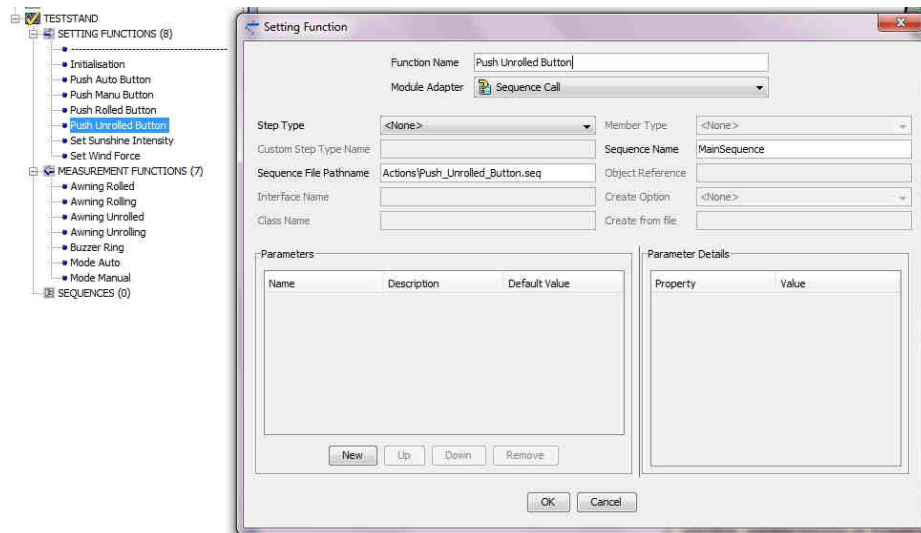 TESTSTAND
SETTING FUNCTIONS (8)
----------------------------------------
Initialisation
Push Auto Button
Push Manu Button
Push Rolled Button
Push Unrolled Button
Set Sunshine Intensity
Set Wind Force
MEASUREMENT FUNCTIONS (7)
Awning Rolled
Awning Rolling
Awning Unrolled
Awning Unrolling
Buzzer Ring
Mode Auto
Mode Manual
SEQUENCES (0)
Setting Function
Function Name Push Unrolled Button
Module Adapter Sequence Call
Step Type <None> Member Type <None>
Custom Step Type Name Sequence Name MainSequence
Sequence File Pathname Actions\Push_Unrolled_Button.seq Object Reference
Interface Name Create Option <None>
Class Name Create from file
Parameters Parameter Details
Name Description Default Value Property Value
New Up Down Remove
OK Cancel